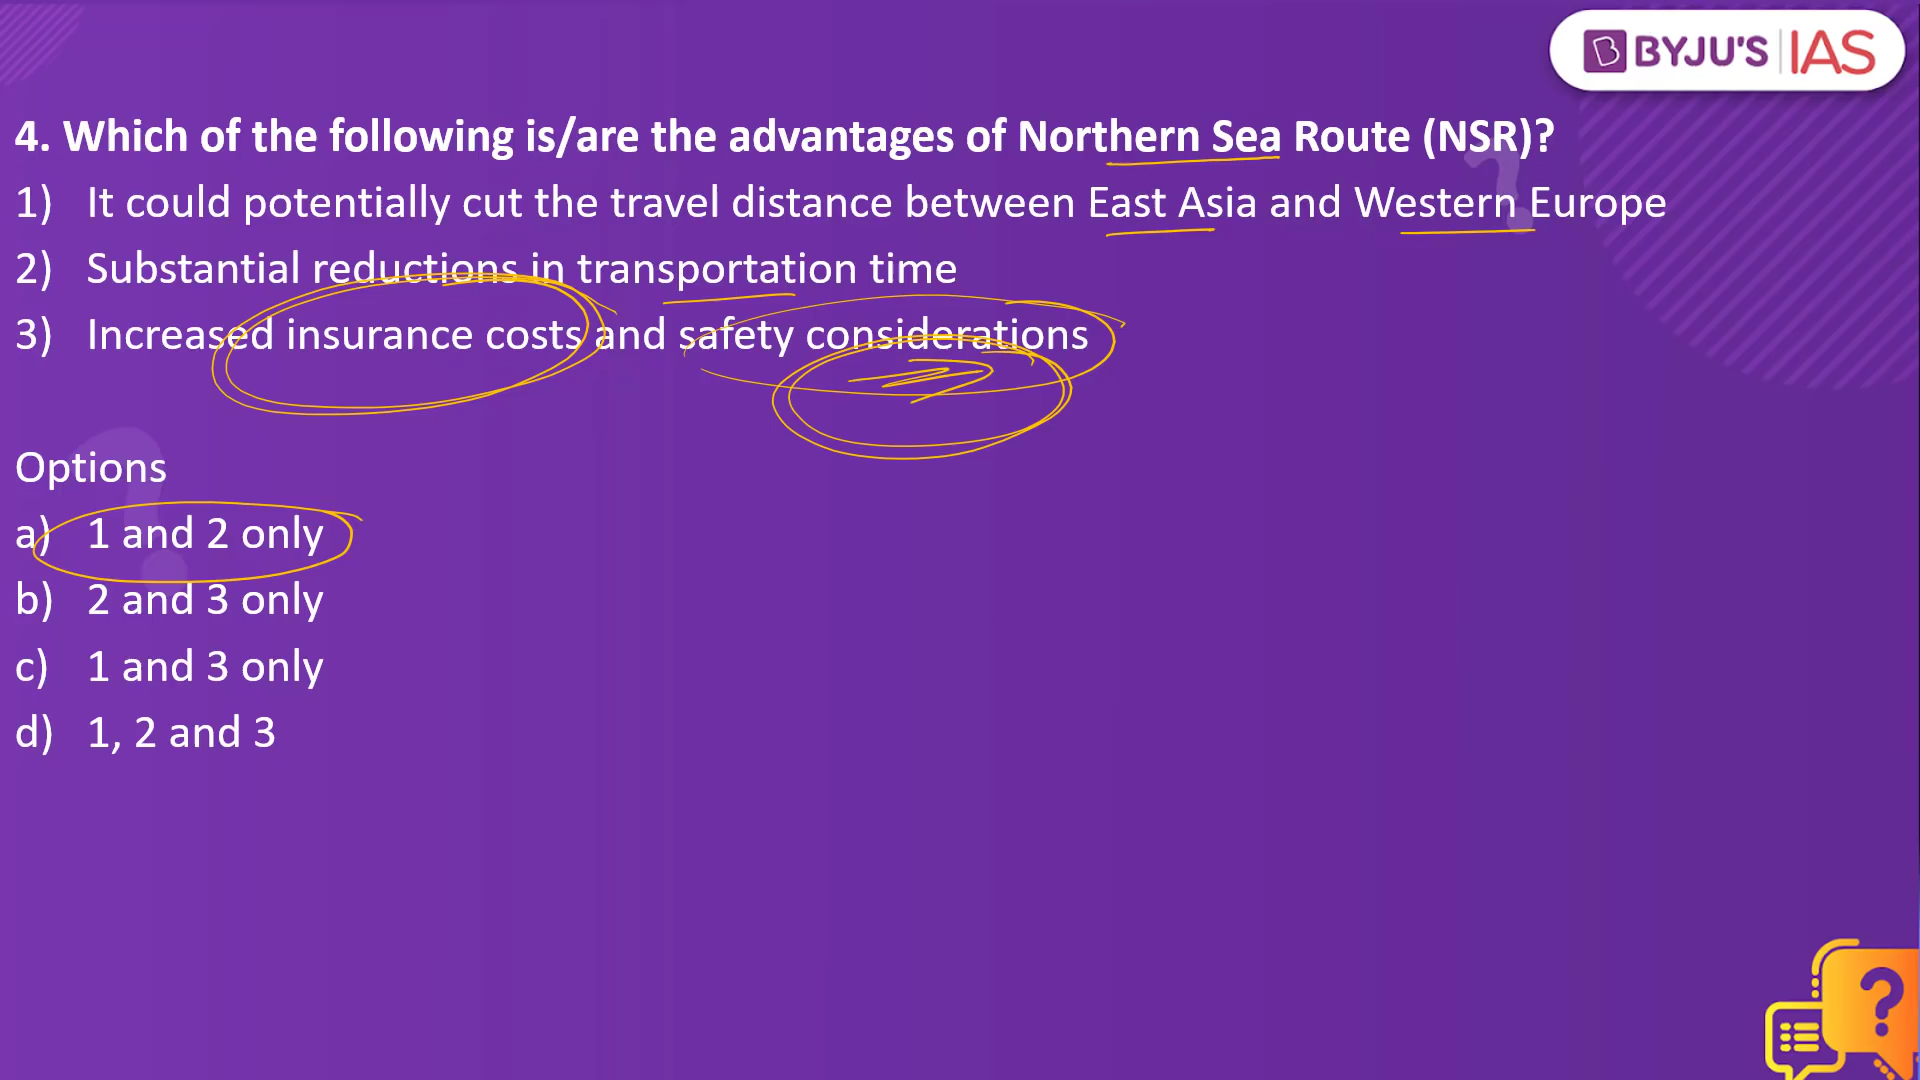 BYJU'S IAS
4. Which of the following is/are the advantages of Northern Sea Route (NSR)?
1) It could potentially cut the travel distance between East Asia and Western Europe
2) Substantial reductions in transportation time
3) Increased insurance costs and safety considerations
Options
a) 1 and 2 only
b) 2 and 3 only
c) 1 and 3 only
d) 1, 2 and 3